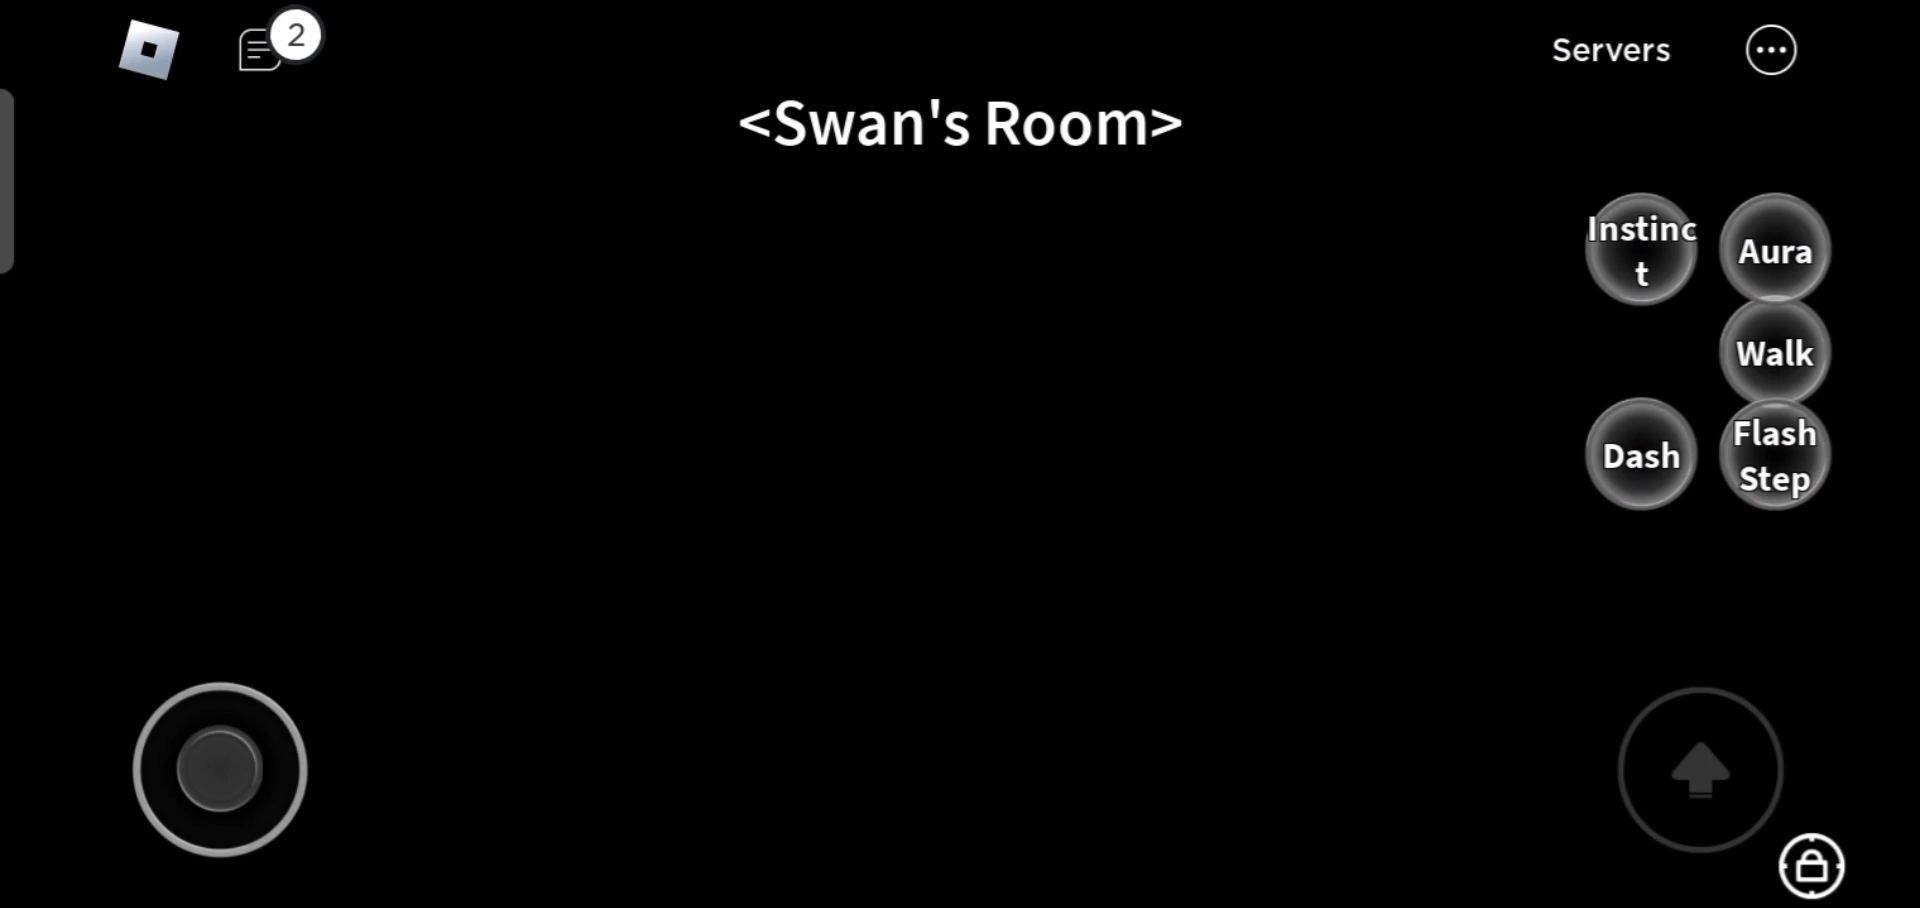 2
Servers
<Swan's Room>
Instinc
t
Aura
Walk
Dash
Flash
Step